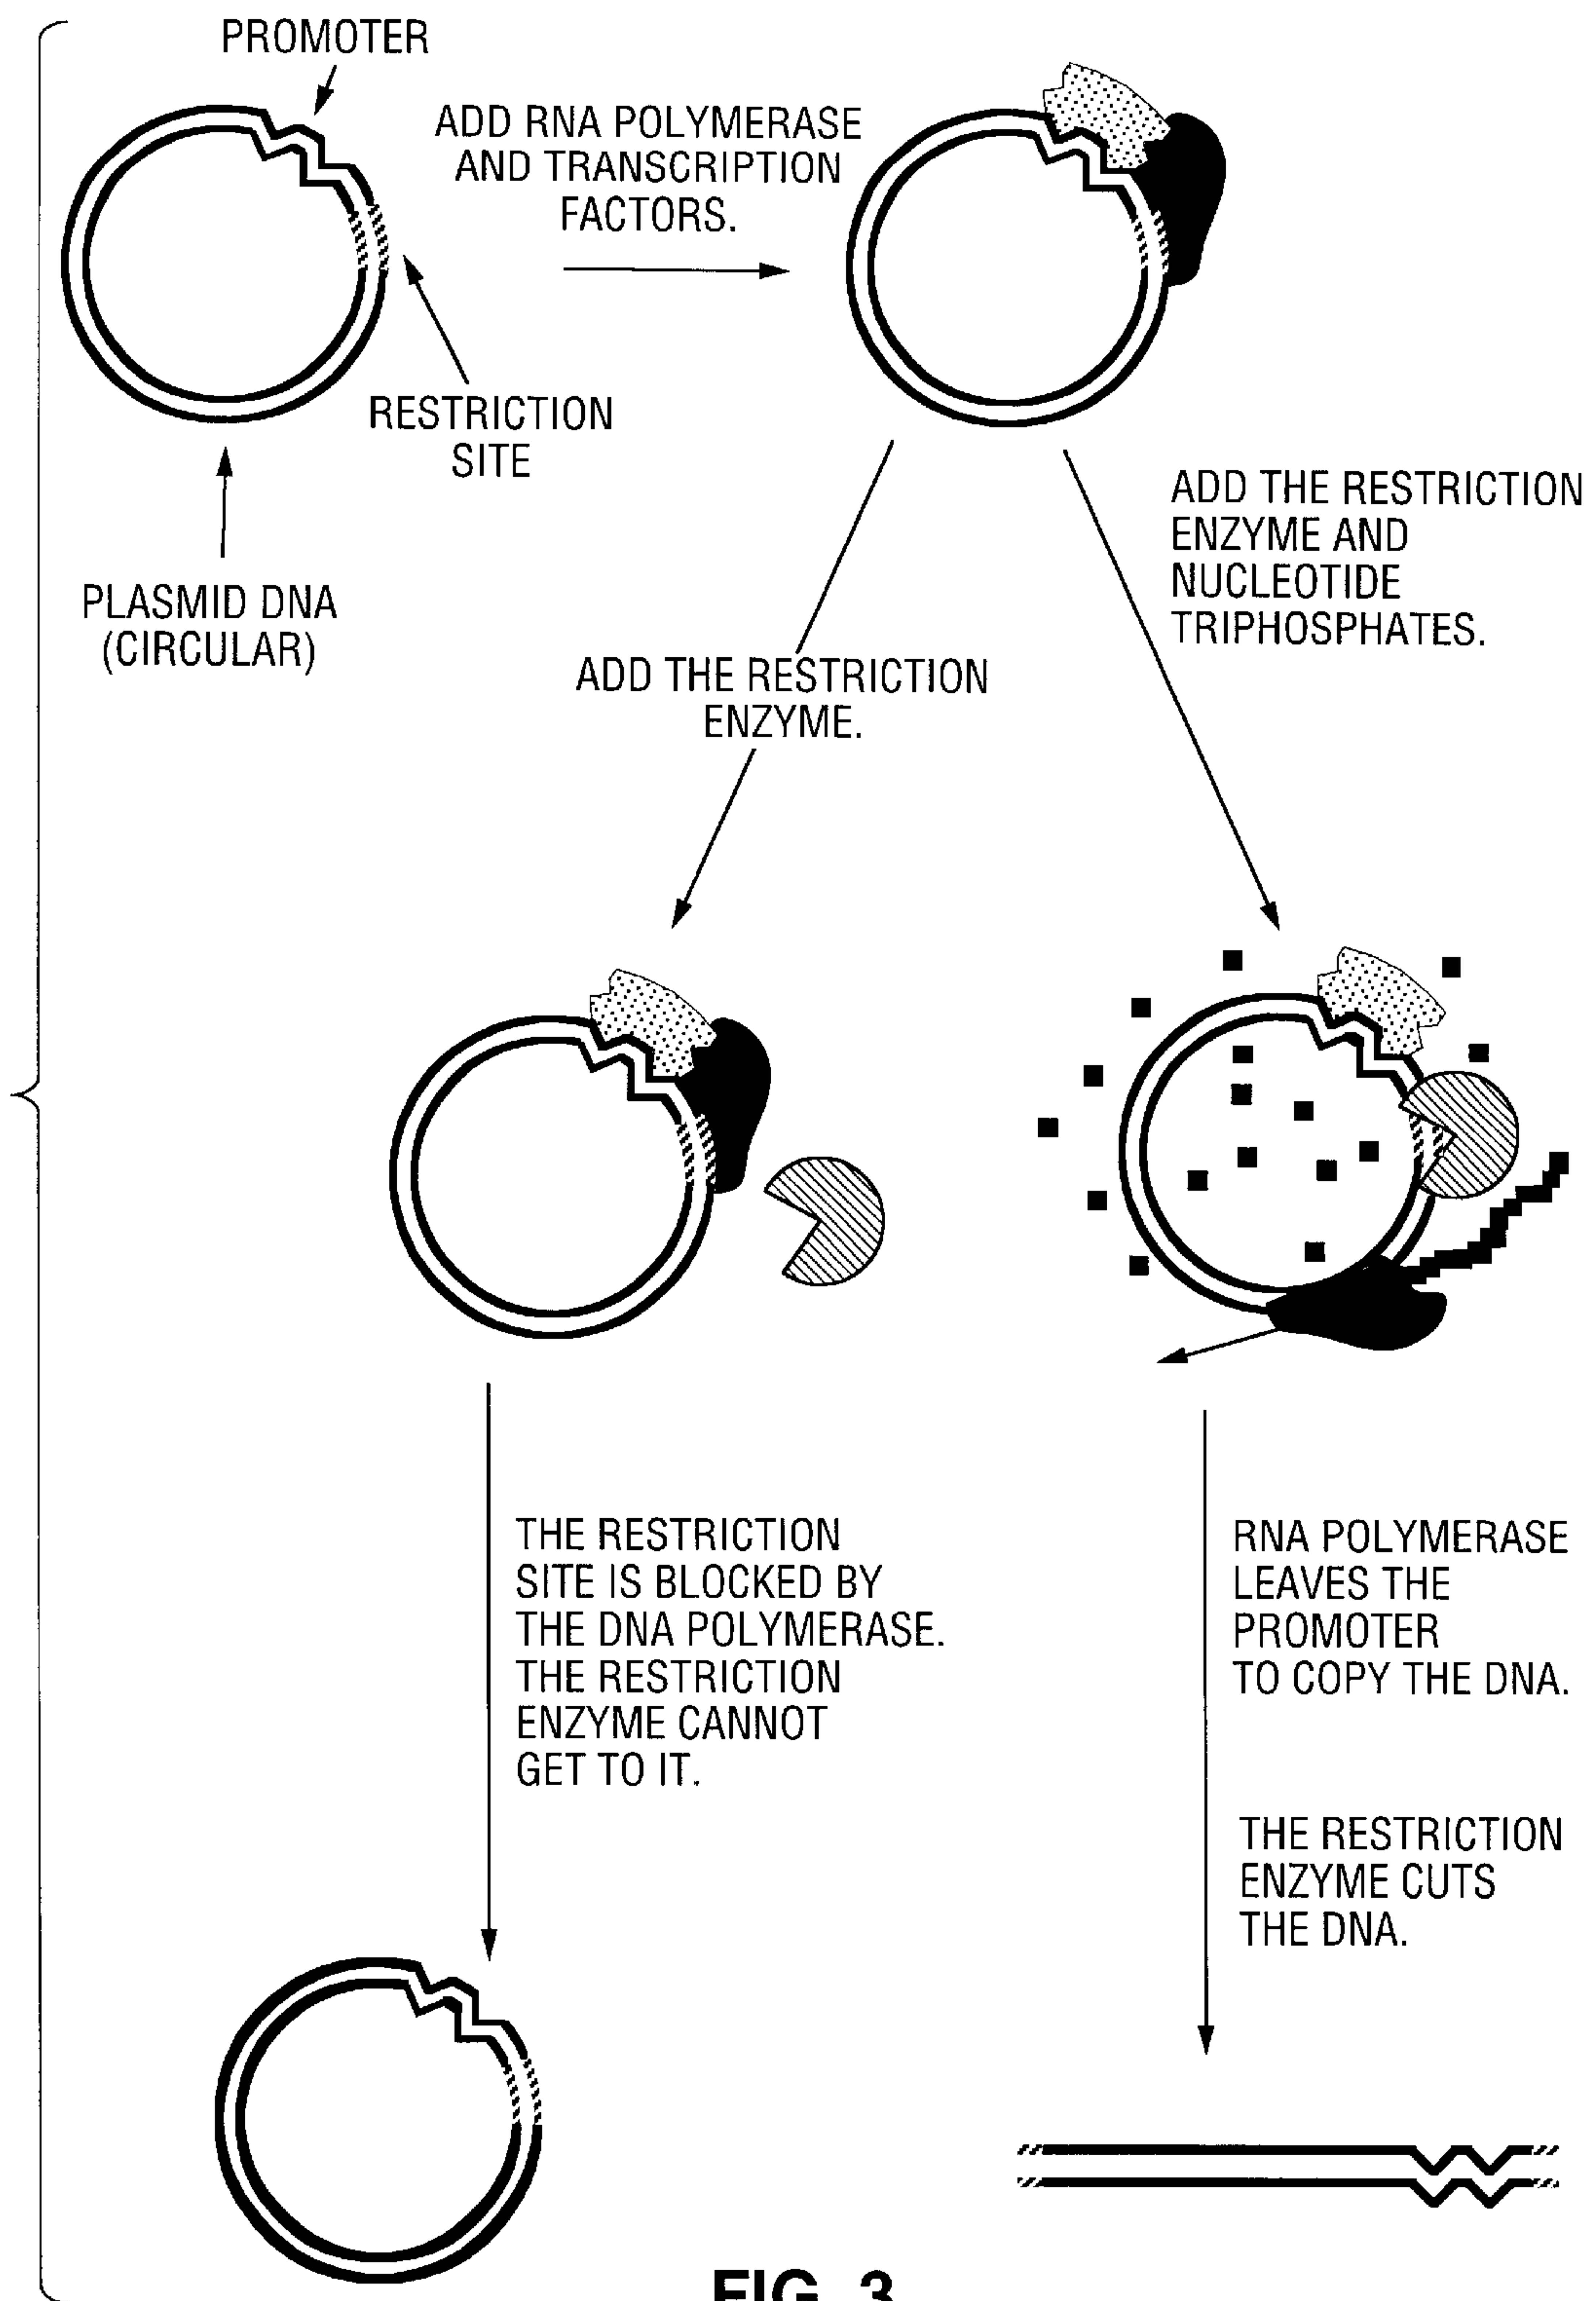 PROMOTER
ADD RNA POLYMERASE
AND TRANSCRIPTION
FACTORS.
RESTRICTION
SITE
PLASMID DNA
(CIRCULAR)
ADD THE RESTRICTION
ENZYME AND
NUCLEOTIDE
TRIPHOSPHATES.
ADD THE RESTRICTION
ENZYME.
THE RESTRICTION
SITE IS BLOCKED BY
THE DNA POLYMERASE.
THE RESTRICTION
ENZYME CANNOT
GET TO IT.
RNA POLYMERASE
LEAVES THE
PROMOTER
TO COPY THE DNA.
THE RESTRICTION
ENZYME CUTS
THE DNA.
FIG. 3